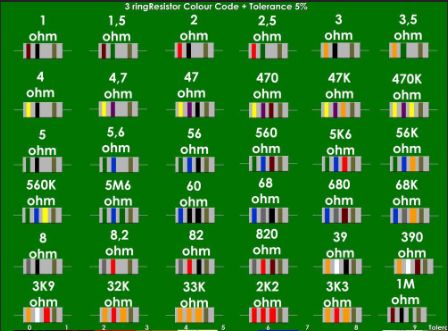 3 ringResistor Colour Code + Tolerance 5%
1 1,5 2 2,5 3 3,5
ohm ohm ohm ohm ohm ohm
4 4,7 47 470 47K 470K
ohm ohm ohm ohm ohm ohm
5 5,6 56 560 5K6 56K
ohm ohm ohm ohm ohm ohm
560K 5M6 60 68 680 68K
ohm ohm ohm ohm ohm ohm
8 8,2 82 820 39 390
ohm ohm ohm ohm ohm ohm
3K9 32K 33K 2K2 3K3 1M
ohm ohm ohm ohm ohm ohm
0 1 2 3 4 5 6 7 8 9